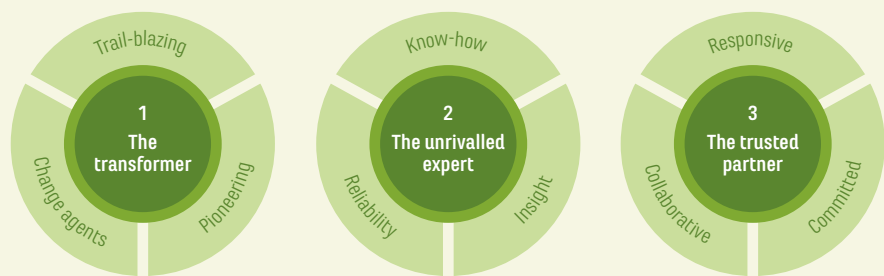 Trail-blazing
1
The
transformer
Change agents
Pioneering
Know-how
2
The unrivalled
expert
Reliability
Insight
Responsive
3
The trusted
partner
Collaborative
Committed